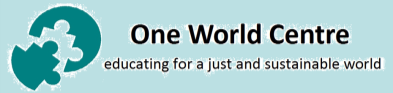 One World Centre
educating for a just and sustainable world